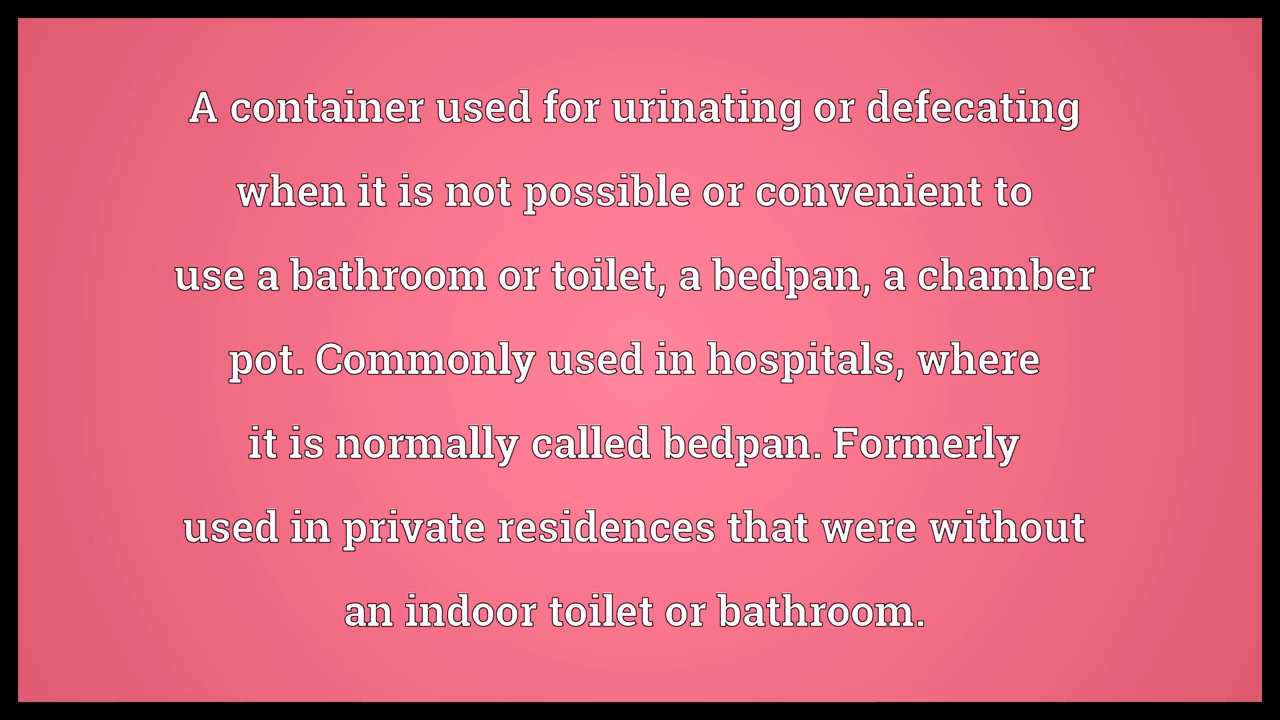 A container used for urinating or defecating
when it is not possible or convenient to
use a bathroom or toilet, a bedpan, a chamber
pot. Commonly used in hospitals, where
it is normally called bedpan. Formerly
used in private residences that were without
an indoor toilet or bathroom.